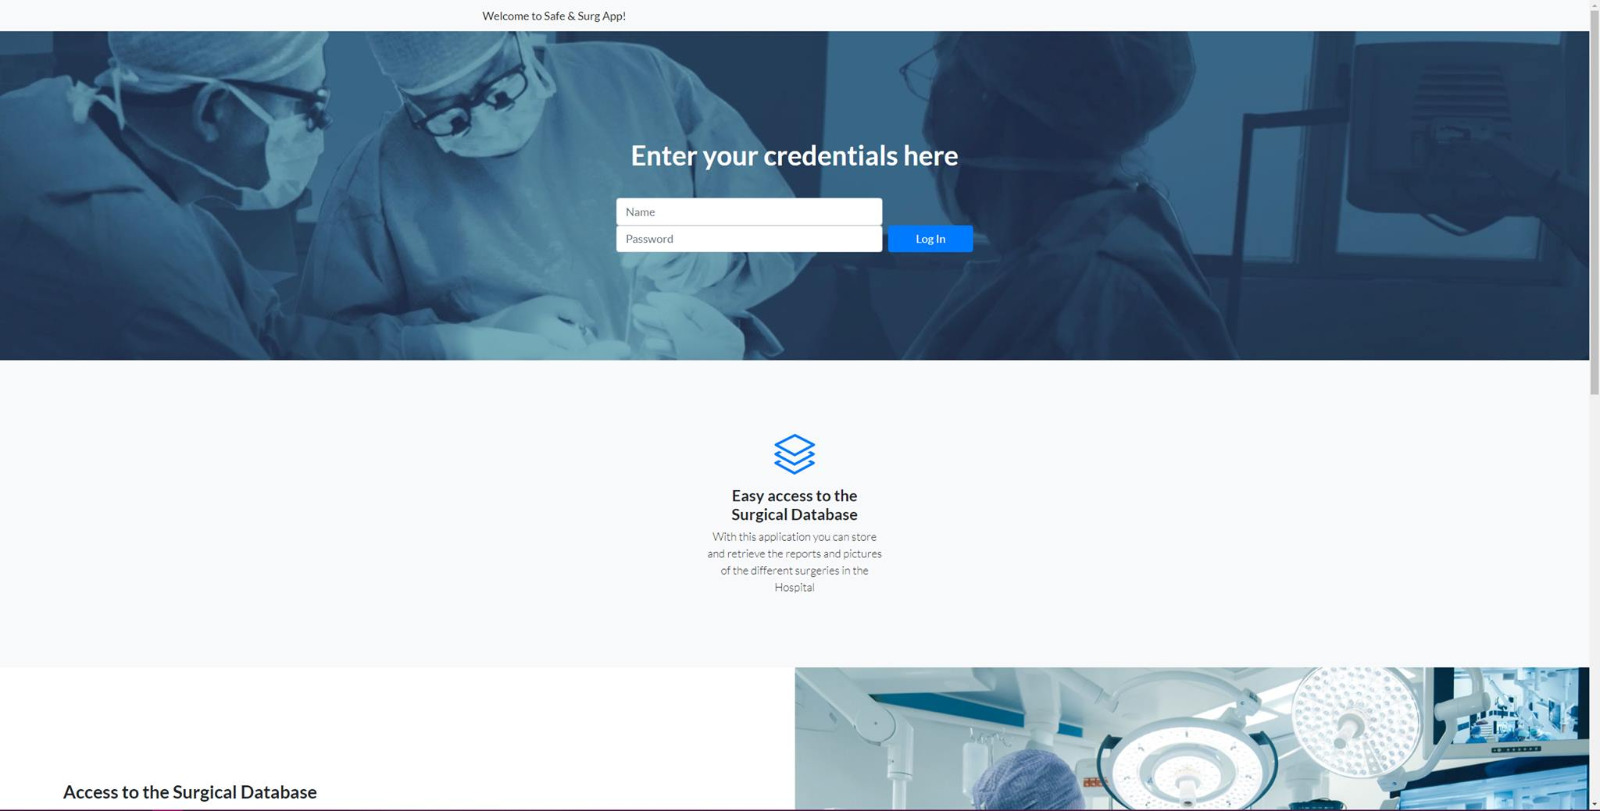 Welcome to Safe & Surg App!
Enter your credentials here
Name
Password
Log In
Easy access to the
Surgical Database
With this application you can store
and retrieve the reports and pictures
of the different surgeries in the
Hospital
Access to the Surgical Database